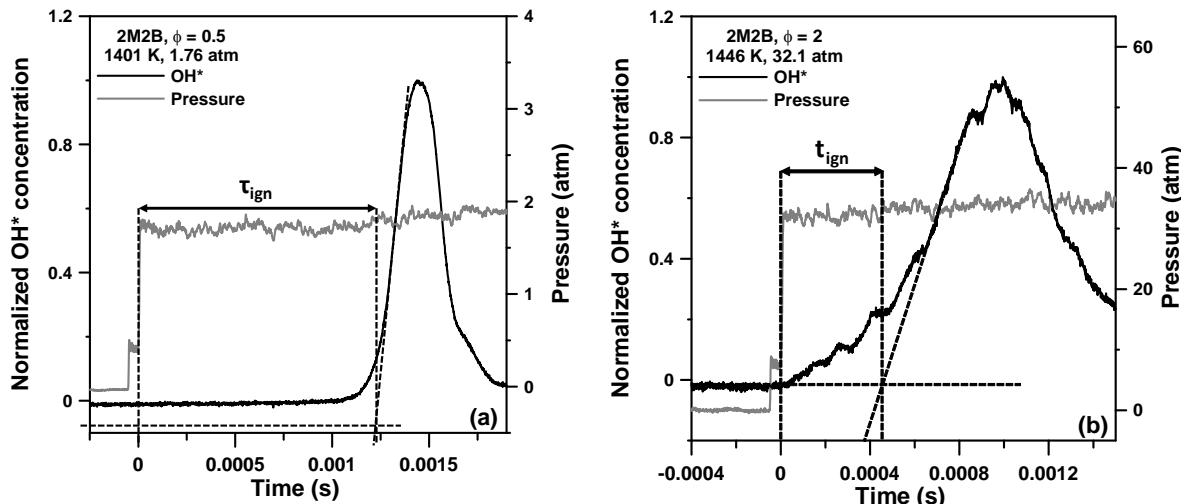 2M2B, ϕ = 0.5
1401 K, 1.76 atm
OH*
Pressure
τign
Normalized OH* concentration
1.2
0.8
0.4
0
4
3
2
1
0
Pressure (atm)
(a)
0
0.0005
0.001
0.0015
Time (s)
2M2B, ϕ = 2
1446 K, 32.1 atm
OH*
Pressure
tign
Normalized OH* concentration
1.2
0.8
0.4
0
60
40
20
0
Pressure (atm)
(b)
-0.0004
0
0.0004
0.0008
0.0012
Time (s)